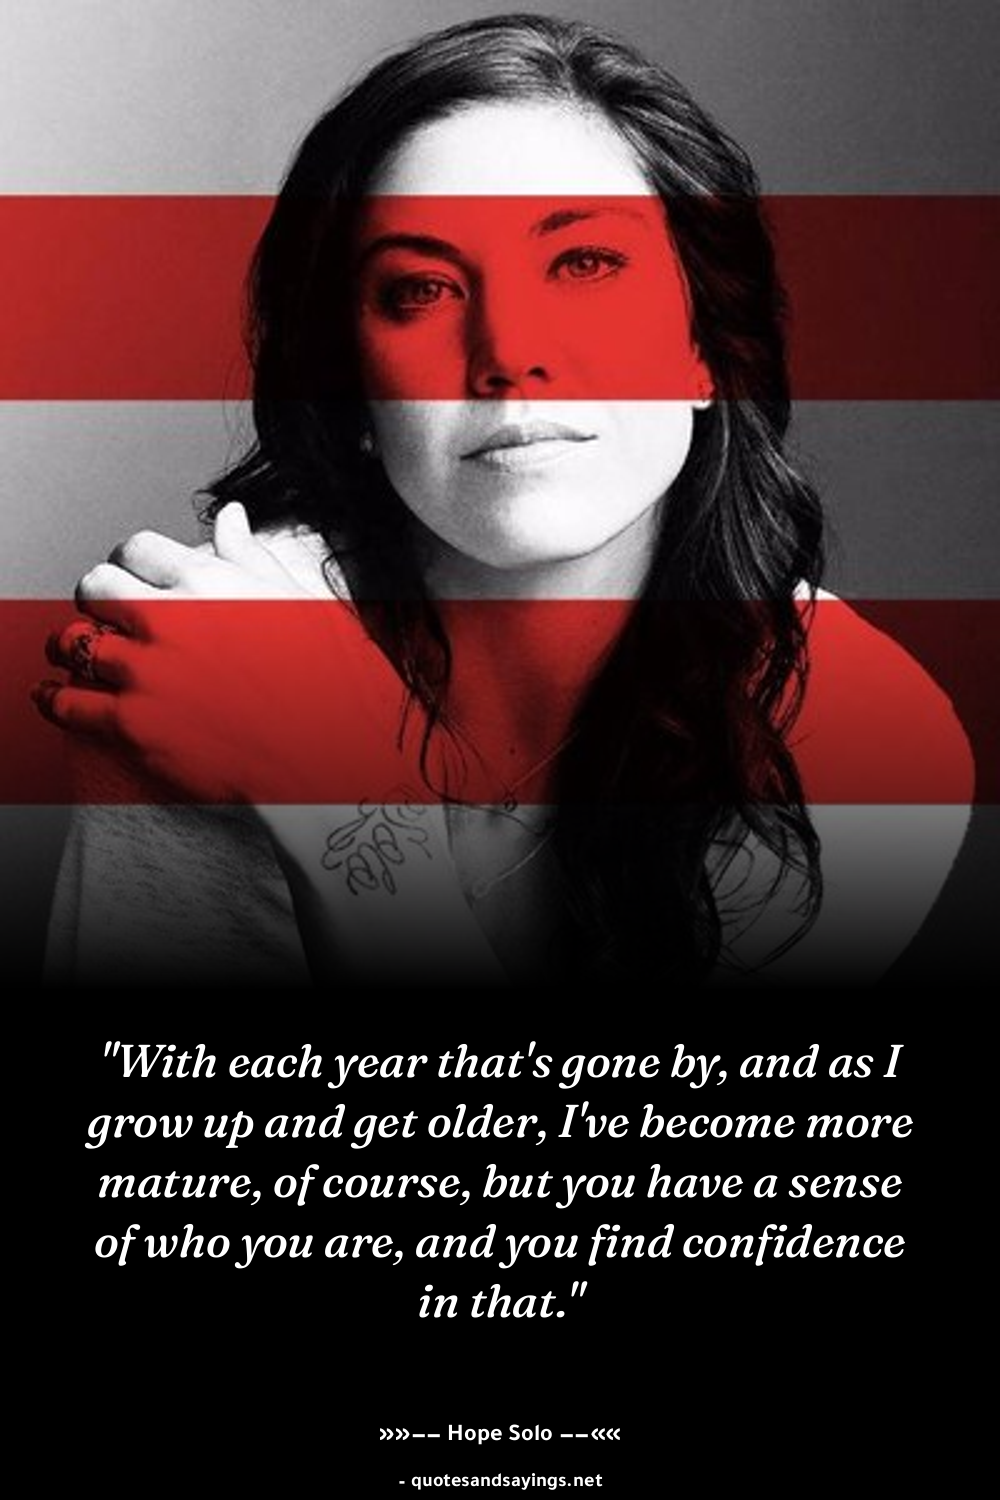 "With each year that's gone by, and as I
grow up and get older, I've become more
mature, of course, but you have a sense
of who you are, and you find confidence
in that."
»»–– Hope Solo ––««
- quotesandsayings.net